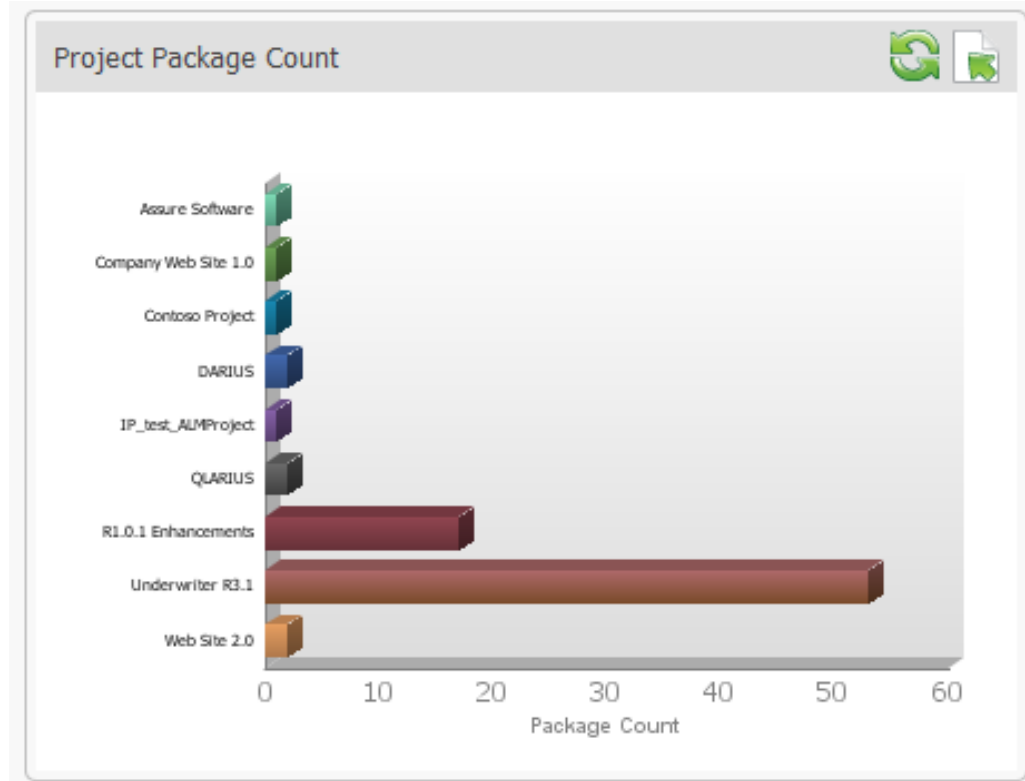 Project Package Count
Assure Software
Company Web Site 1.0
Contoso Project
DARIUS
IP_test_ALMProject
QLARIUS
R1.0.1 Enhancements
Underwriter R3.1
Web Site 2.0
0 10 20 30 40 50 60
Package Count